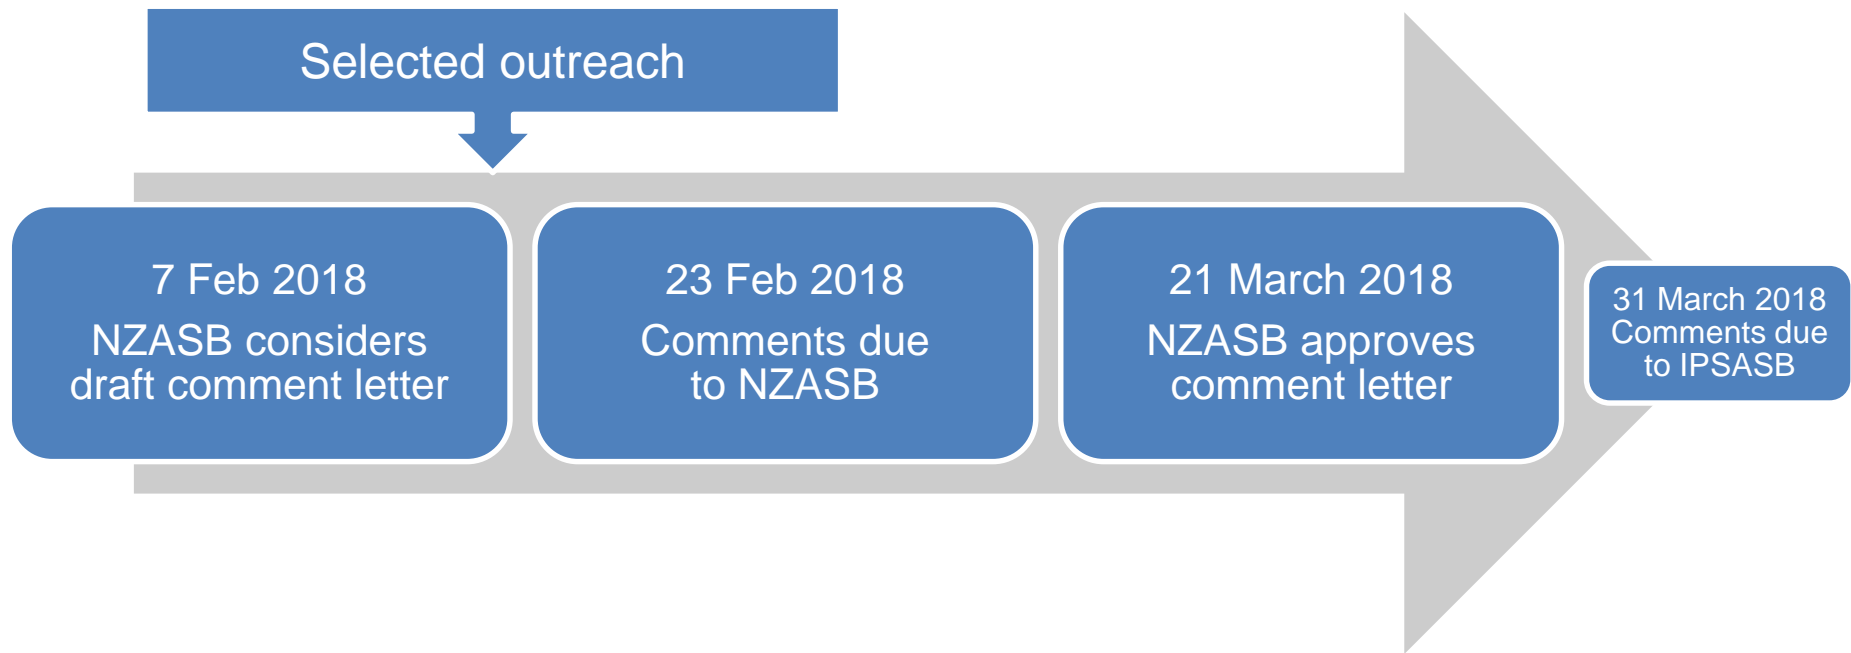 Selected outreach
7 Feb 2018
NZASB considers
draft comment letter
23 Feb 2018
Comments due
to NZASB
21 March 2018
NZASB approves
comment letter
31 March 2018
Comments due
to IPSASB